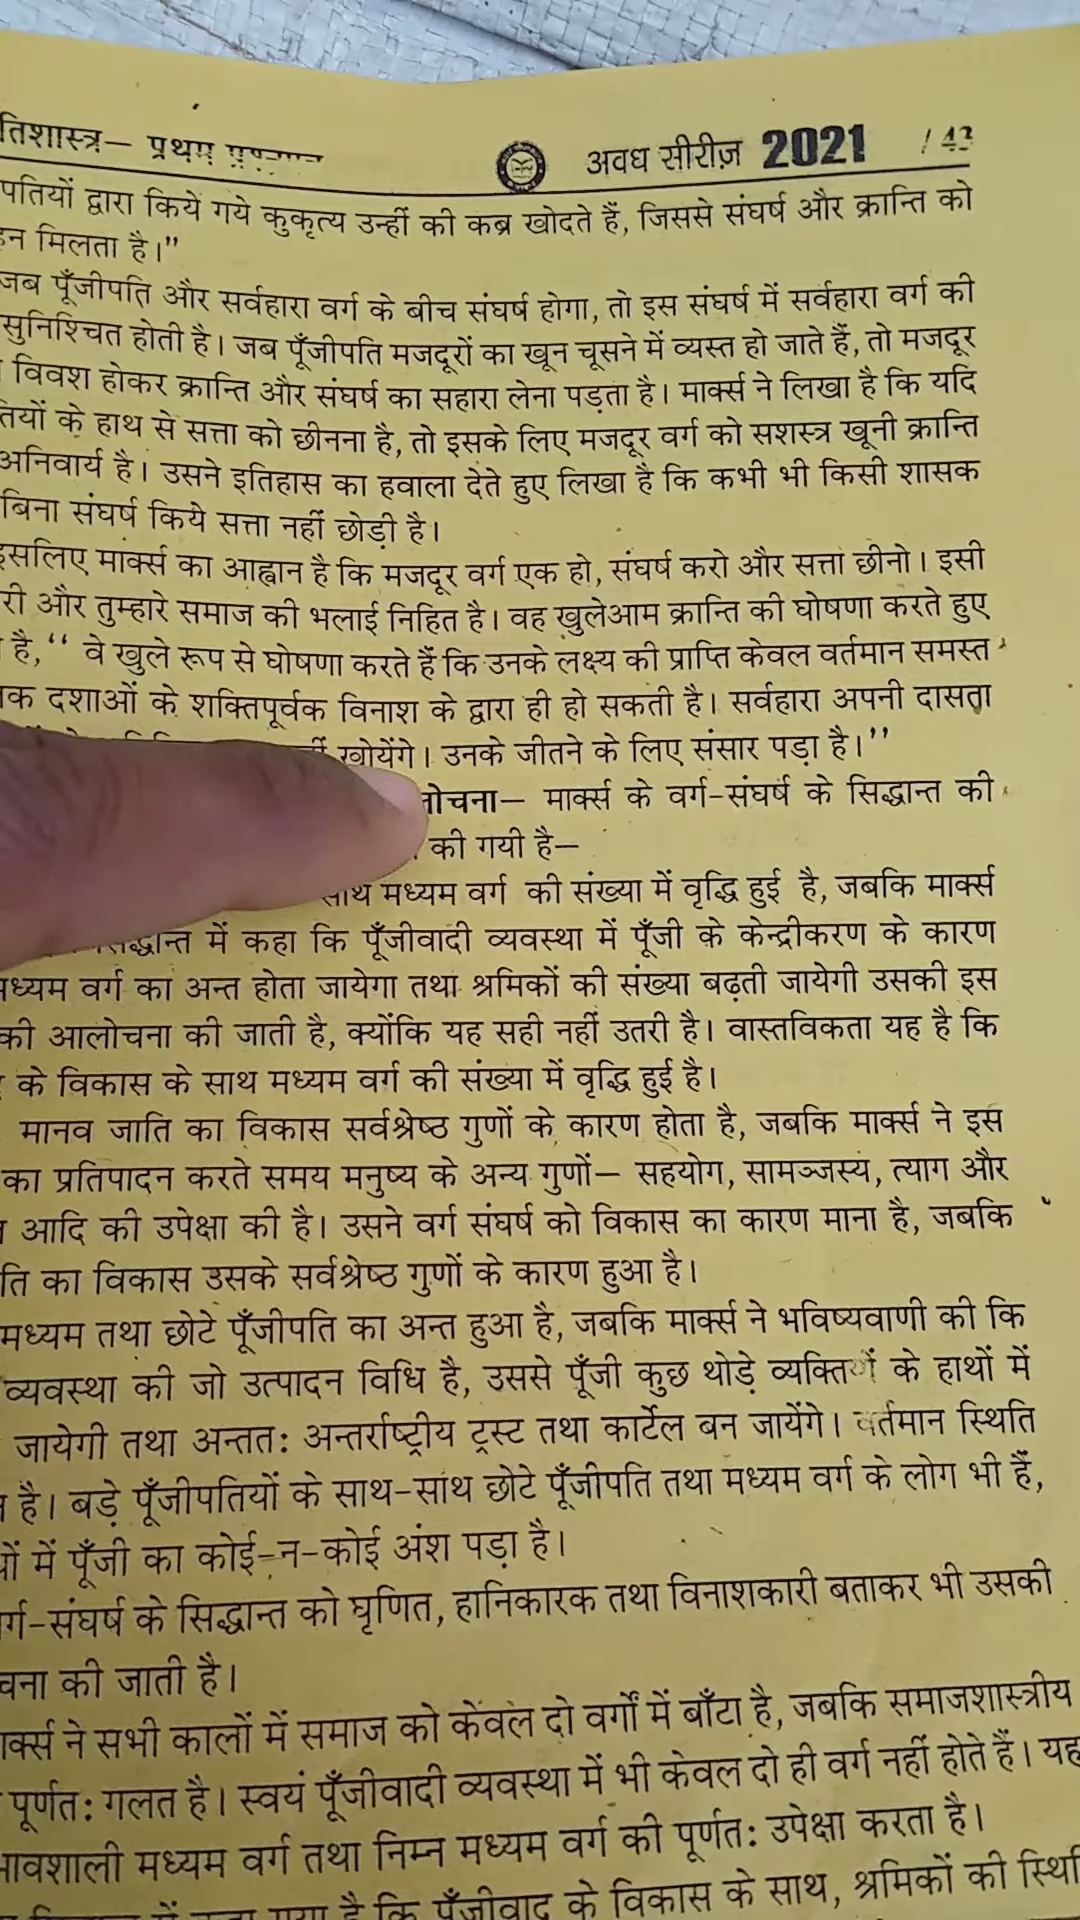 अवध सीरीज़ 2021 / 43
द्वारा किये गये कुकृत्य उन्हीं की कब्र खोदते हैं, जिससे संघर्ष और क्रान्ति को
मिलता है।”
जब पूँजीपति और सर्वहारा वर्ग के बीच संघर्ष होगा, तो इस संघर्ष में सर्वहारा वर्ग की
सुनिश्चित होती है। जब पूँजीपति मजदूरों का खून चूसने में व्यस्त हो जाते हैं, तो मजदूर
विवश होकर क्रान्ति और संघर्ष का सहारा लेना पड़ता है। मार्क्स ने लिखा है कि यदि
के हाथ से सत्ता को छीनना है, तो इसके लिए मजदूर वर्ग को सशस्त्र खूनी क्रान्ति
अनिवार्य है। उसने इतिहास का हवाला देते हुए लिखा है कि कभी भी किसी शासक
बिना संघर्ष किये सत्ता नहीं छोड़ी है।
इसलिए मार्क्स का आह्वान है कि मजदूर वर्ग एक हो, संघर्ष करो और सत्ता छीनो। इसी
और तुम्हारे समाज की भलाई निहित है। वह खुलेआम क्रान्ति की घोषणा करते हुए
है, ‘‘ वे खुले रूप से घोषणा करते हैं कि उनके लक्ष्य की प्राप्ति केवल वर्तमान समस्त
दशाओं के शक्तिपूर्वक विनाश के द्वारा ही हो सकती है। सर्वहारा अपनी दासता
खोयेंगे। उनके जीतने के लिए संसार पड़ा है।’’
मार्क्स के वर्ग-संघर्ष के सिद्धान्त की
की गयी है—
साथ मध्यम वर्ग की संख्या में वृद्धि हुई है, जबकि मार्क्स
सिद्धान्त में कहा कि पूँजीवादी व्यवस्था में पूँजी के केन्द्रीकरण के कारण
मध्यम वर्ग का अन्त होता जायेगा तथा श्रमिकों की संख्या बढ़ती जायेगी उसकी इस
की आलोचना की जाती है, क्योंकि यह सही नहीं उतरी है। वास्तविकता यह है कि
के विकास के साथ मध्यम वर्ग की संख्या में वृद्धि हुई है।
मानव जाति का विकास सर्वश्रेष्ठ गुणों के कारण होता है, जबकि मार्क्स ने इस
का प्रतिपादन करते समय मनुष्य के अन्य गुणों— सहयोग, सामञ्जस्य, त्याग और
आदि की उपेक्षा की है। उसने वर्ग संघर्ष को विकास का कारण माना है, जबकि
का विकास उसके सर्वश्रेष्ठ गुणों के कारण हुआ है।
मध्यम तथा छोटे पूँजीपति का अन्त हुआ है, जबकि मार्क्स ने भविष्यवाणी की कि
व्यवस्था की जो उत्पादन विधि है, उससे पूँजी कुछ थोड़े व्यक्तियों के हाथों में
जायेगी तथा अन्ततः अन्तर्राष्ट्रीय ट्रस्ट तथा कार्टेल बन जायेंगे। वर्तमान स्थिति
है। बड़े पूँजीपतियों के साथ-साथ छोटे पूँजीपति तथा मध्यम वर्ग के लोग भी हैं,
में पूँजी का कोई-न-कोई अंश पड़ा है।
वर्ग-संघर्ष के सिद्धान्त को घृणित, हानिकारक तथा विनाशकारी बताकर भी उसकी
की जाती है।
मार्क्स ने सभी कालों में समाज को केवल दो वर्गों में बाँटा है, जबकि समाजशास्त्रीय
पूर्णतः गलत है। स्वयं पूँजीवादी व्यवस्था में भी केवल दो ही वर्ग नहीं होते हैं। यह
मध्यम वर्ग तथा निम्न मध्यम वर्ग की पूर्णतः उपेक्षा करता है।
है कि पूँजीवाद के विकास के साथ, श्रमिकों की